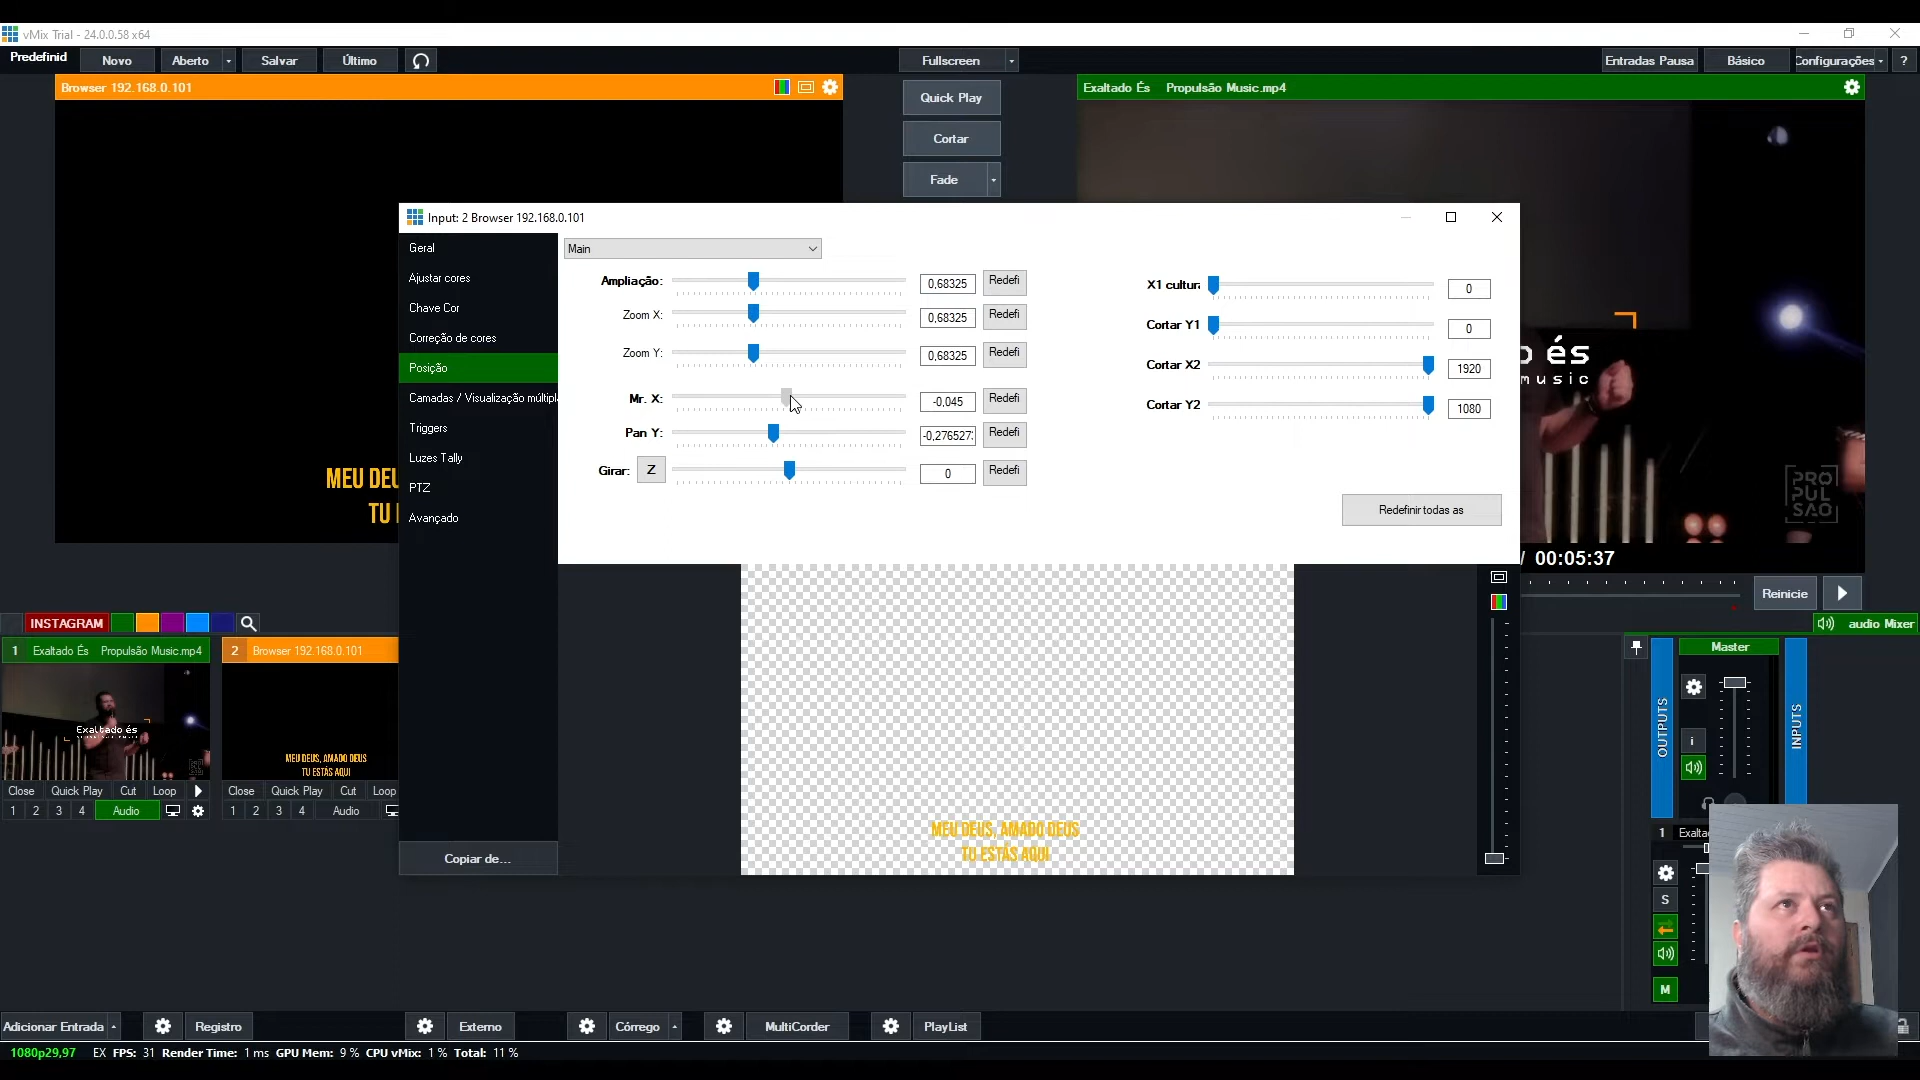 vMix Trial - 24.0.0.58 x64
Predefinid
Novo
Aberto
Salvar
Último
Fullscreen
Entradas Pausa
Básico
Configurações
?
Browser 192.168.0.101
Quick Play
Cortar
Fade
Exaltado És Propulsão Music.mp4
MEU DEU
TU
Input: 2 Browser 192.168.0.101
Geral
Ajustar cores
Chave Cor
Correção de cores
Posição
Camadas / Visualização múltipl
Triggers
Luzes Tally
PTZ
Avançado
Copiar de...
Main
Ampliação: 0,68325 Redefi
Zoom X: 0,68325 Redefi
Zoom Y: 0,68325 Redefi
Mr. X: -0,045 Redefi
Pan Y: -0,276527: Redefi
Girar: Z 0 Redefi
X1 cultura 0
Cortar Y1 0
Cortar X2 1920
Cortar Y2 1080
Redefinir todas as
MEU DEUS, AMADO DEUS
TU ESTÁS AQUI
o és
music
PRO
PUL
SÃO
/ 00:05:37
Reinicie
audio Mixer
INSTAGRAM
1 Exaltado És Propulsão Music.mp4
Exaltado és
Close Quick Play Cut Loop
1 2 3 4 Audio
2 Browser 192.168.0.101
MEU DEUS, AMADO DEUS
TU ESTÁS AQUI
Close Quick Play Cut Loop
1 2 3 4 Audio
OUTPUTS
Master
i
INPUTS
1 Exalta
S
M
Adicionar Entrada
Registro
Externo
Córrego
MultiCorder
PlayList
1080p29,97 EX FPS: 31 Render Time: 1 ms GPU Mem: 9 % CPU vMix: 1 % Total: 11 %